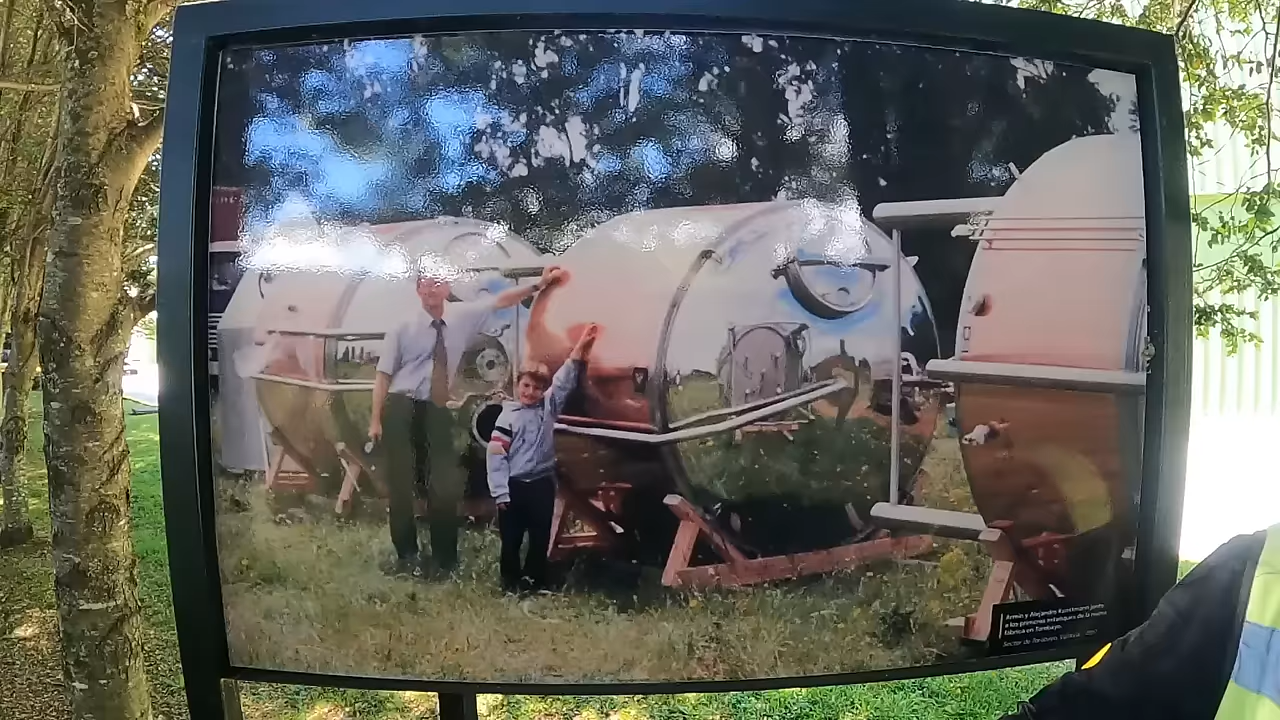 Armin y Alejandro Kunstmann junto
a los primeros estanques de la nueva
fábrica en Torobayo.
Sector de Torobayo, Valdivia